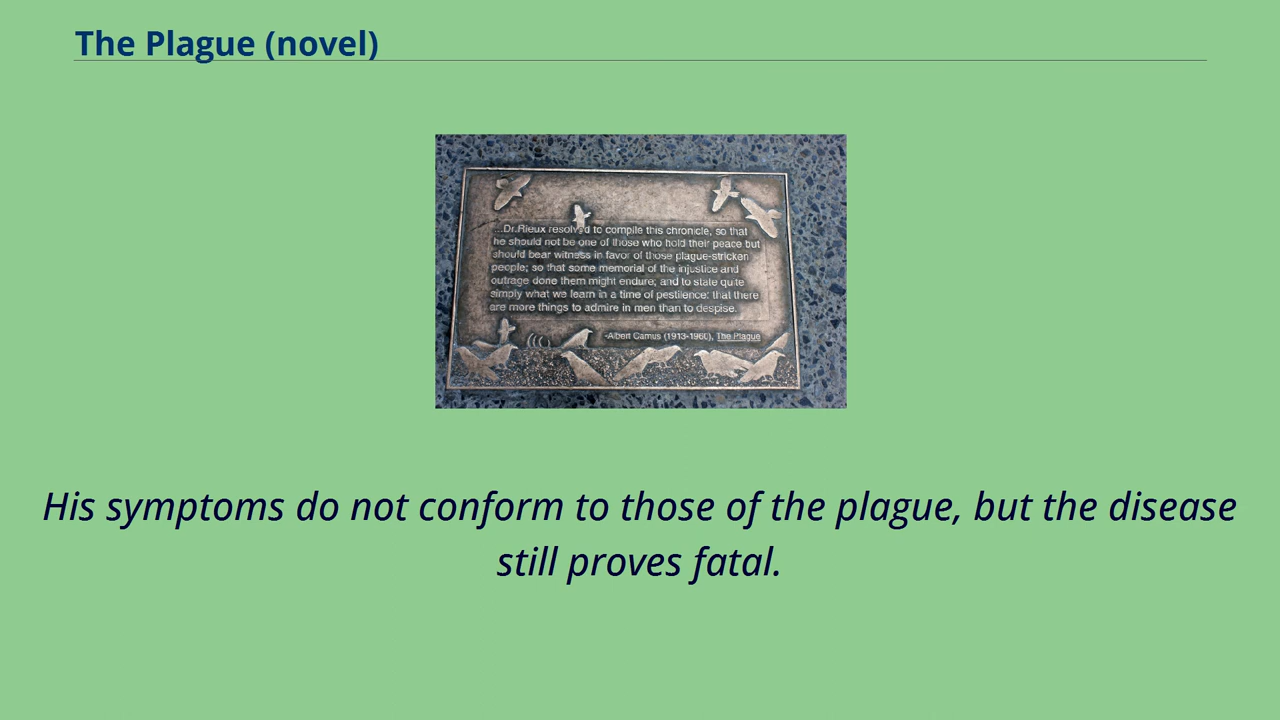 The Plague (novel)
...Dr.Rieux resolved to compile this chronicle, so that
he should not be one of those who hold their peace but
should bear witness in favor of those plague-stricken
people; so that some memorial of the injustice and
outrage done them might endure; and to state quite
simply what we learn in a time of pestilence: that there
are more things to admire in men than to despise.
-Albert Camus (1913-1960), The Plague
His symptoms do not conform to those of the plague, but the disease
still proves fatal.